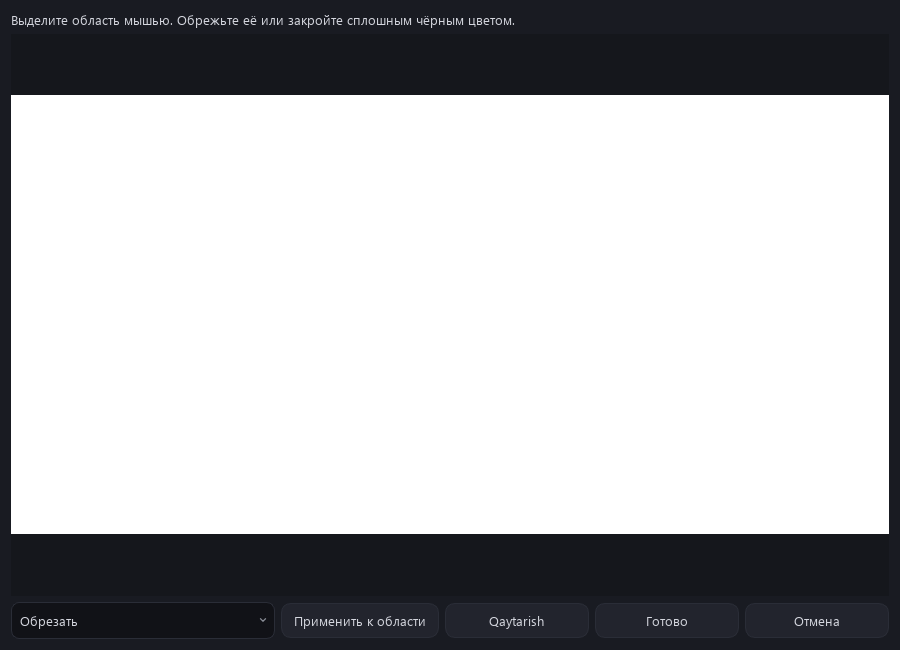 Выделите область мышью. Обрежьте её или закройте сплошным чёрным цветом.
Обрезать
Применить к области
Qaytarish
Готово
Отмена